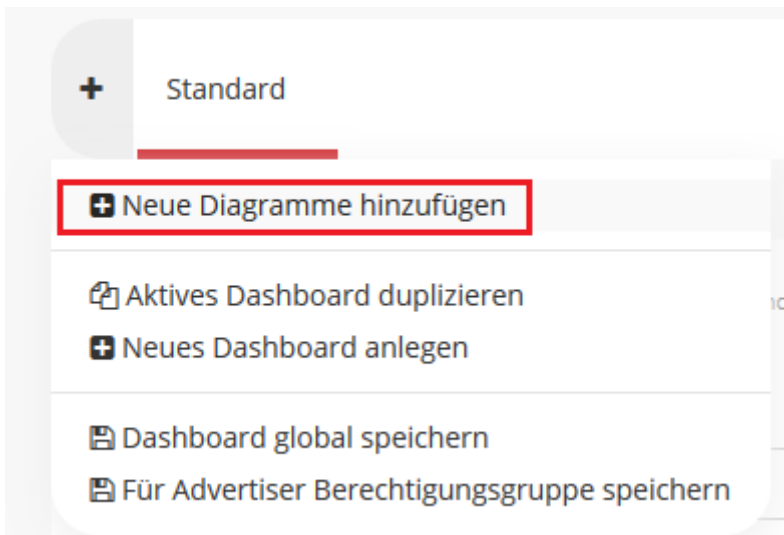 Standard
Neue Diagramme hinzufügen
Aktives Dashboard duplizieren
Neues Dashboard anlegen
Dashboard global speichern
Für Advertiser Berechtigungsgruppe speichern